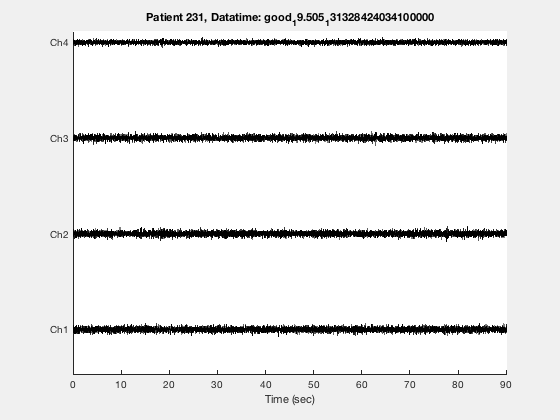 Patient 231, Datatime: good₁9.505₁31328424034100000
Ch4
Ch3
Ch2
Ch1
0 10 20 30 40 50 60 70 80 90
Time (sec)